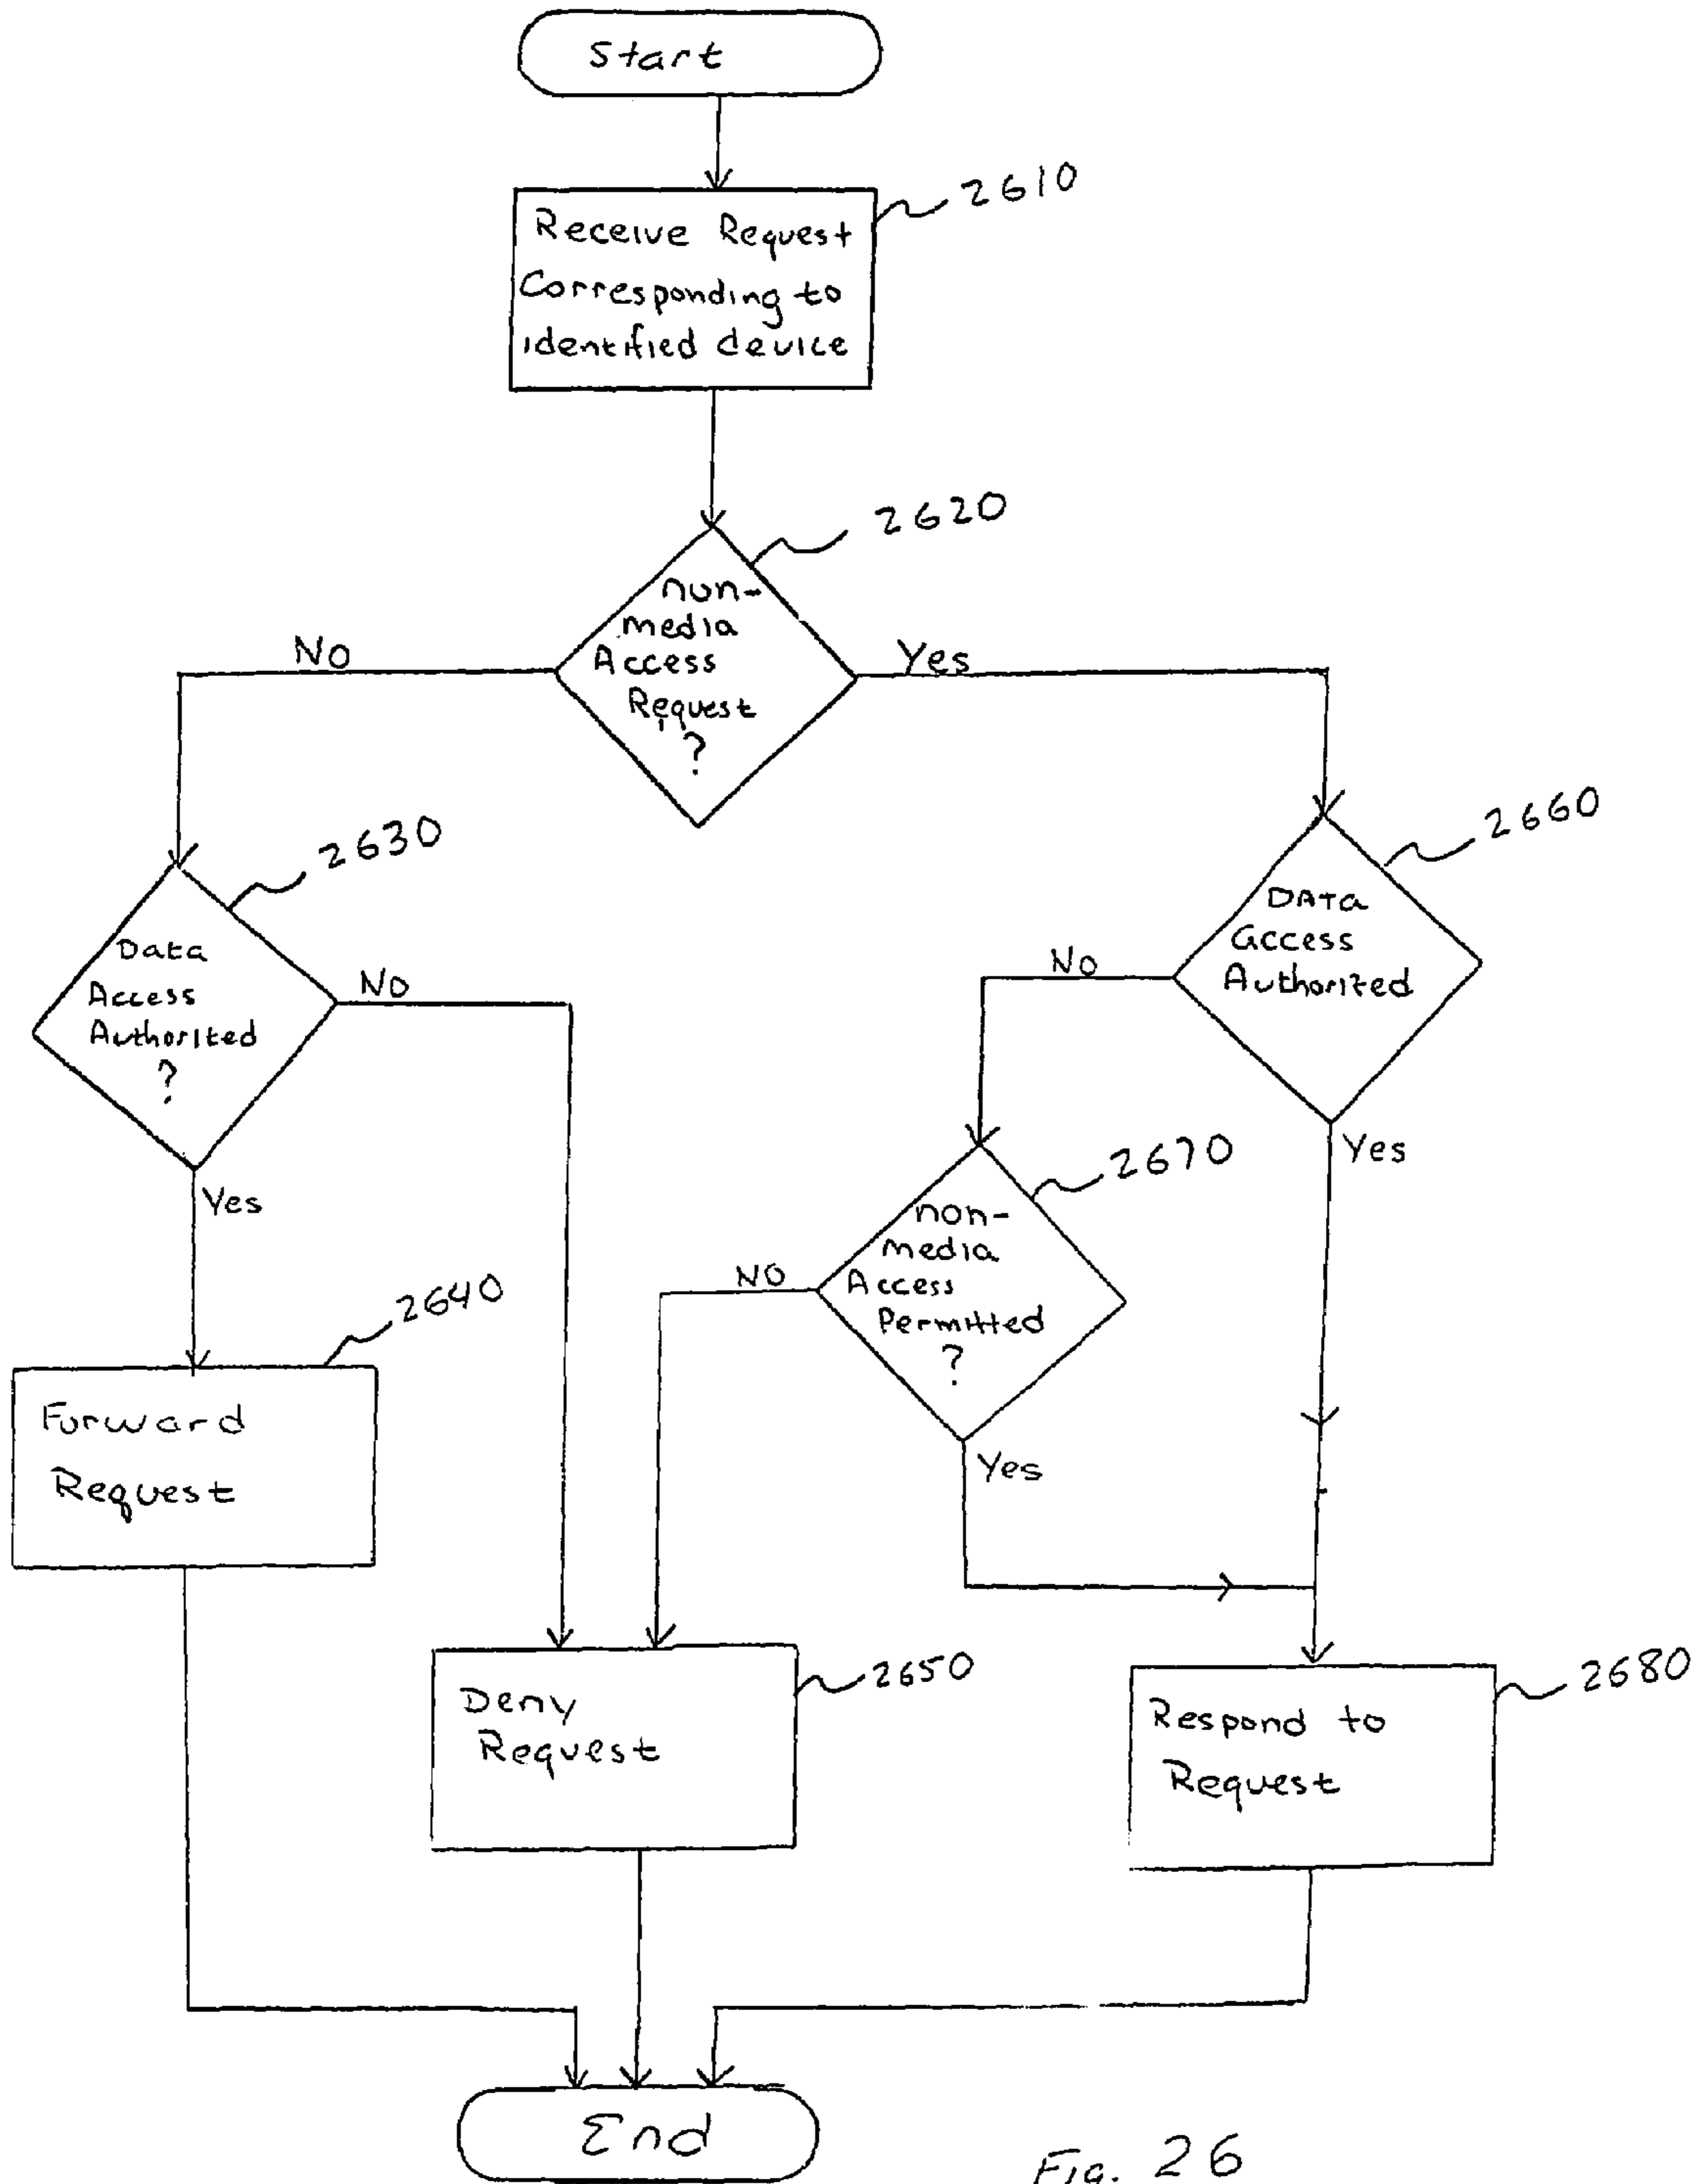 Start
2610
Receive Request
Corresponding to
identified device
2620
non-
media
Access
Request
?
No
Yes
2630
Data
Access
Authorized
?
No
Yes
2660
DATA
access
Authorized
No
Yes
2670
non-
media
Access
Permitted
?
NO
Yes
2640
Forward
Request
2650
Deny
Request
2680
Respond to
Request
End
Fig. 26